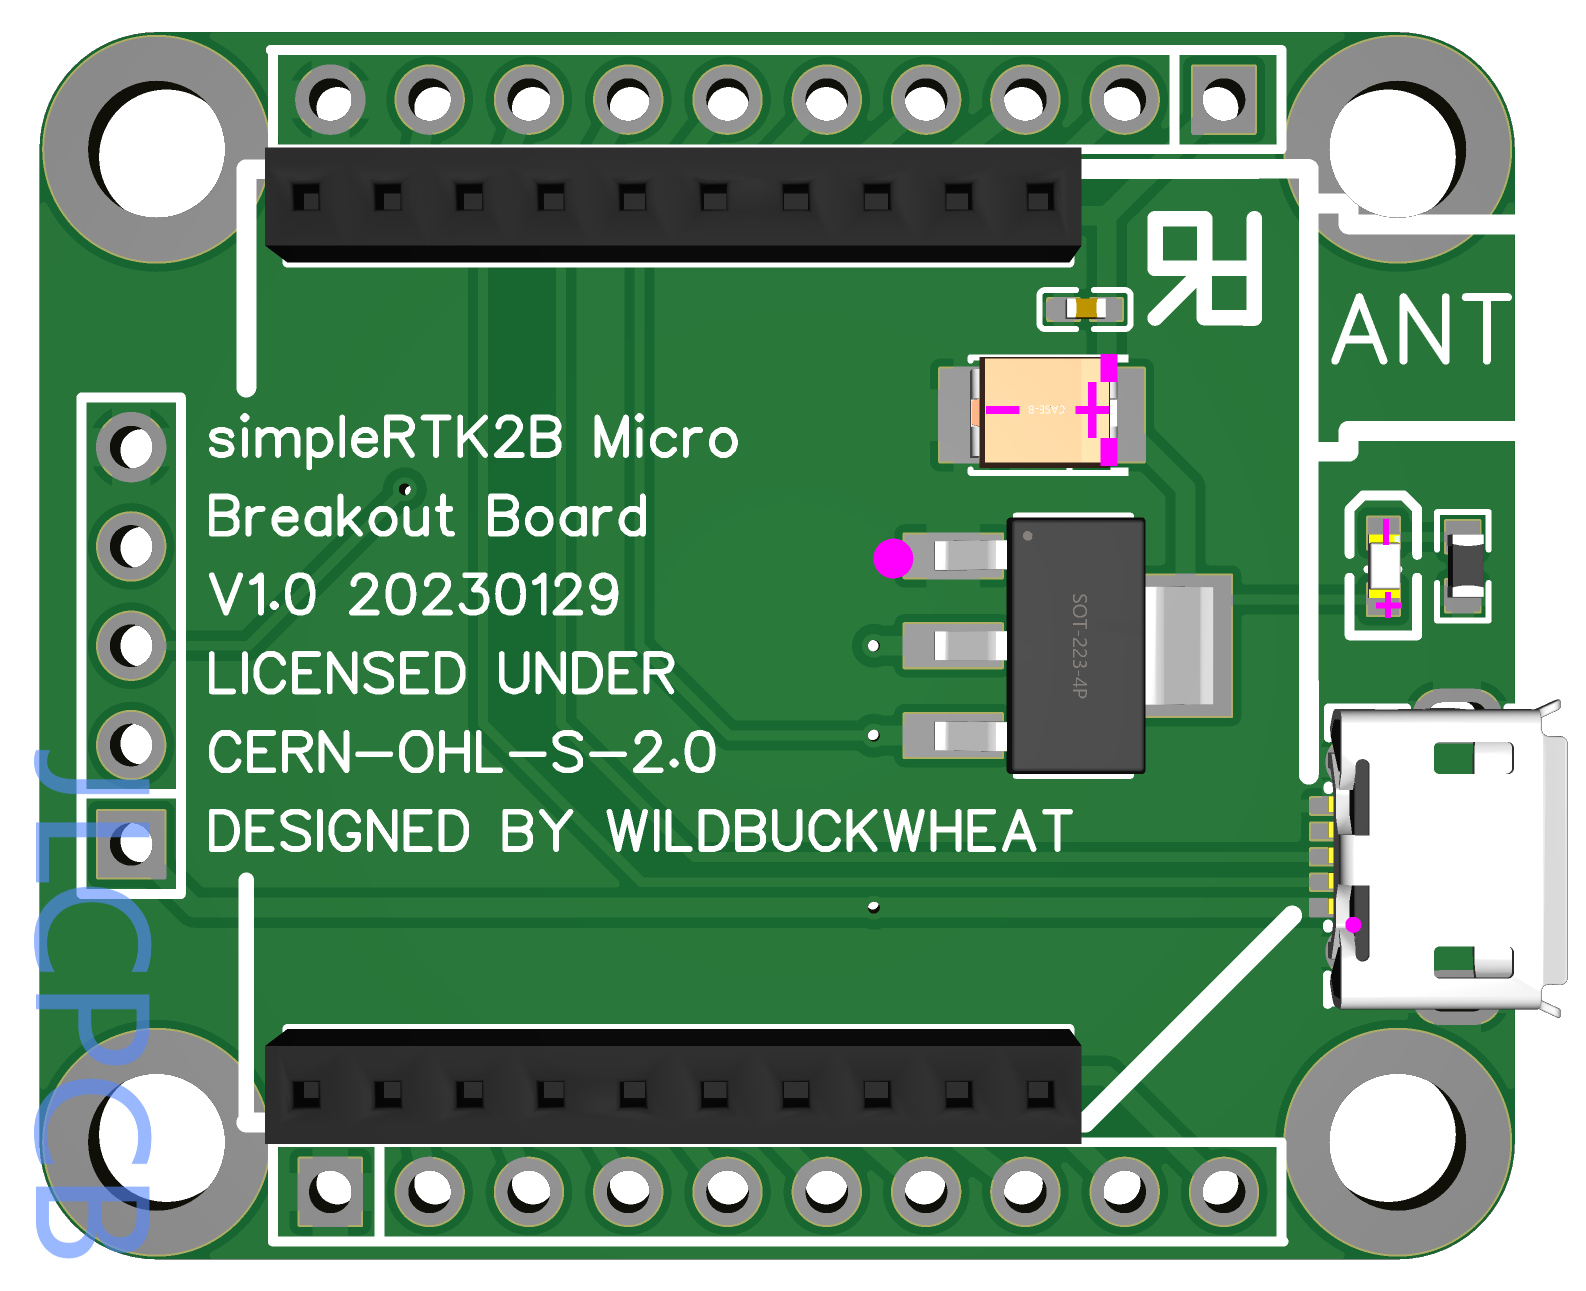 ANT
CASE-B
simpleRTK2B Micro
Breakout Board
V1.0 20230129
LICENSED UNDER
CERN-OHL-S-2.0
DESIGNED BY WILDBUCKWHEAT
SOT-223-4P
JLCPCB